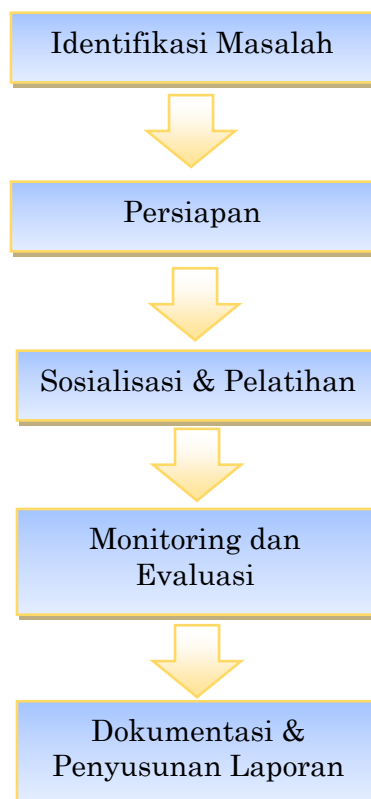 Identifikasi Masalah
Persiapan
Sosialisasi & Pelatihan
Monitoring dan
Evaluasi
Dokumentasi &
Penyusunan Laporan